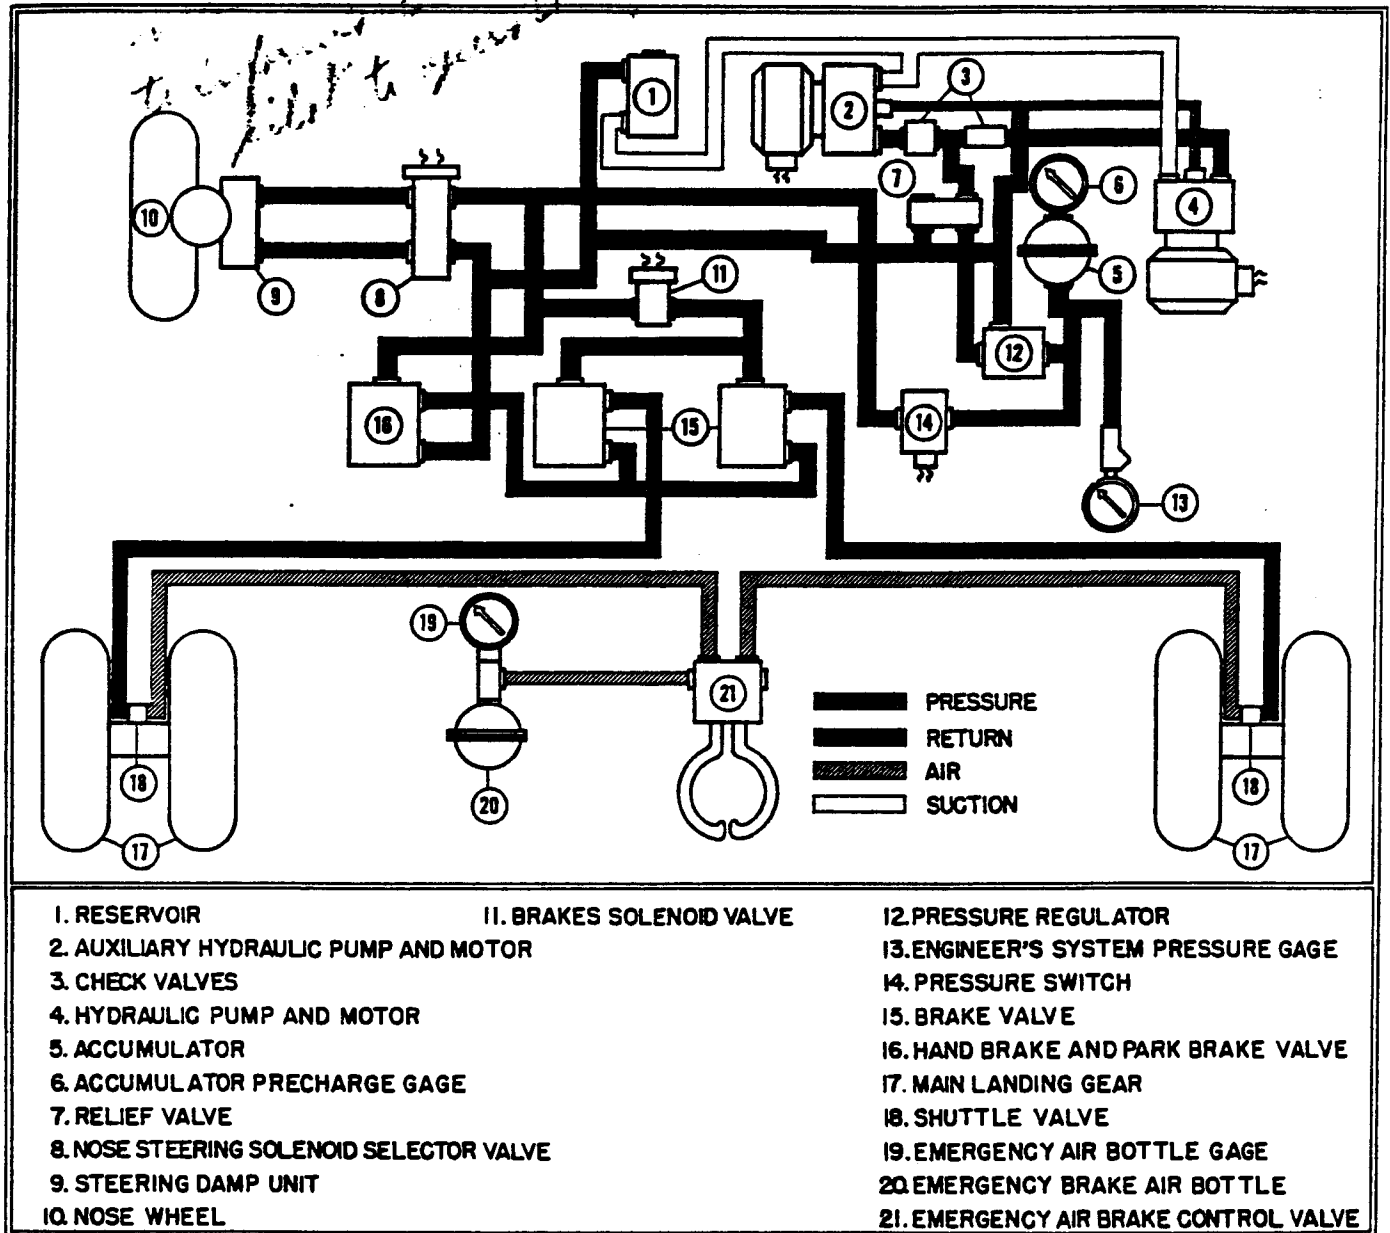 1
2
3
7
6
4
10
9
8
11
5
12
16
15
14
13
19
21
PRESSURE
RETURN
AIR
SUCTION
18
20
18
17
17
1. RESERVOIR
2. AUXILIARY HYDRAULIC PUMP AND MOTOR
3. CHECK VALVES
4. HYDRAULIC PUMP AND MOTOR
5. ACCUMULATOR
6. ACCUMULATOR PRECHARGE GAGE
7. RELIEF VALVE
8. NOSE STEERING SOLENOID SELECTOR VALVE
9. STEERING DAMP UNIT
10. NOSE WHEEL
11. BRAKES SOLENOID VALVE
12. PRESSURE REGULATOR
13. ENGINEER'S SYSTEM PRESSURE GAGE
14. PRESSURE SWITCH
15. BRAKE VALVE
16. HAND BRAKE AND PARK BRAKE VALVE
17. MAIN LANDING GEAR
18. SHUTTLE VALVE
19. EMERGENCY AIR BOTTLE GAGE
20. EMERGENCY BRAKE AIR BOTTLE
21. EMERGENCY AIR BRAKE CONTROL VALVE